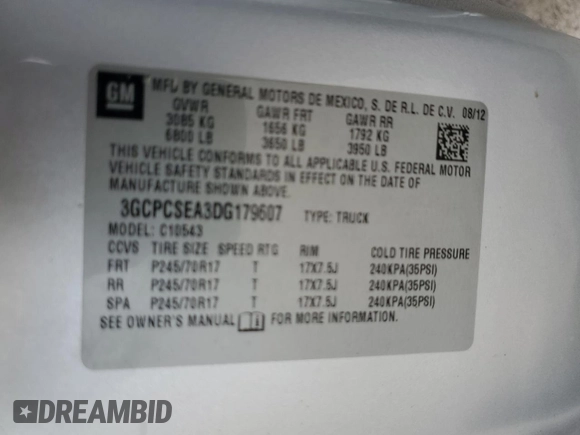 GM
MFD BY GENERAL MOTORS DE MEXICO, S. DE R.L. DE C.V. 08/12
GVWR GAWR FRT GAWR RR
3085 KG 1656 KG 1792 KG
6800 LB 3650 LB 3950 LB
THIS VEHICLE CONFORMS TO ALL APPLICABLE U.S. FEDERAL MOTOR
VEHICLE SAFETY STANDARDS IN EFFECT ON THE DATE OF
MANUFACTURE SHOWN ABOVE.
3GCPCSEA3DG179607 TYPE: TRUCK
MODEL: C10543
CCVS TIRE SIZE SPEED RTG RIM COLD TIRE PRESSURE
FRT P245/70R17 T 17X7.5J 240KPA(35PSI)
RR P245/70R17 T 17X7.5J 240KPA(35PSI)
SPA P245/70R17 T 17X7.5J 240KPA(35PSI)
SEE OWNER'S MANUAL FOR MORE INFORMATION.
DREAMBID